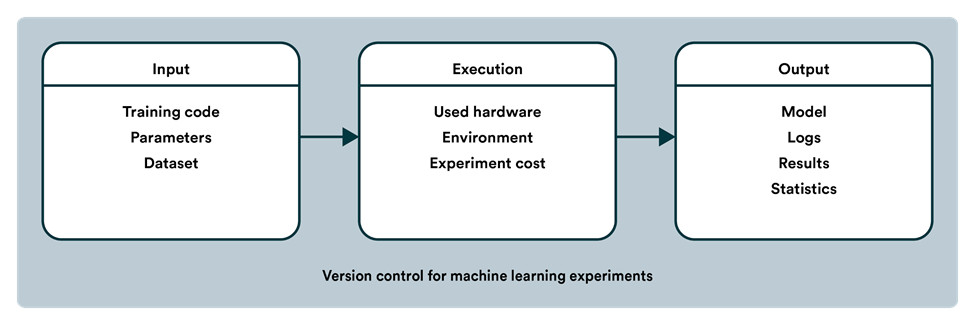 Input
Training code
Parameters
Dataset
Execution
Used hardware
Environment
Experiment cost
Output
Model
Logs
Results
Statistics
Version control for machine learning experiments